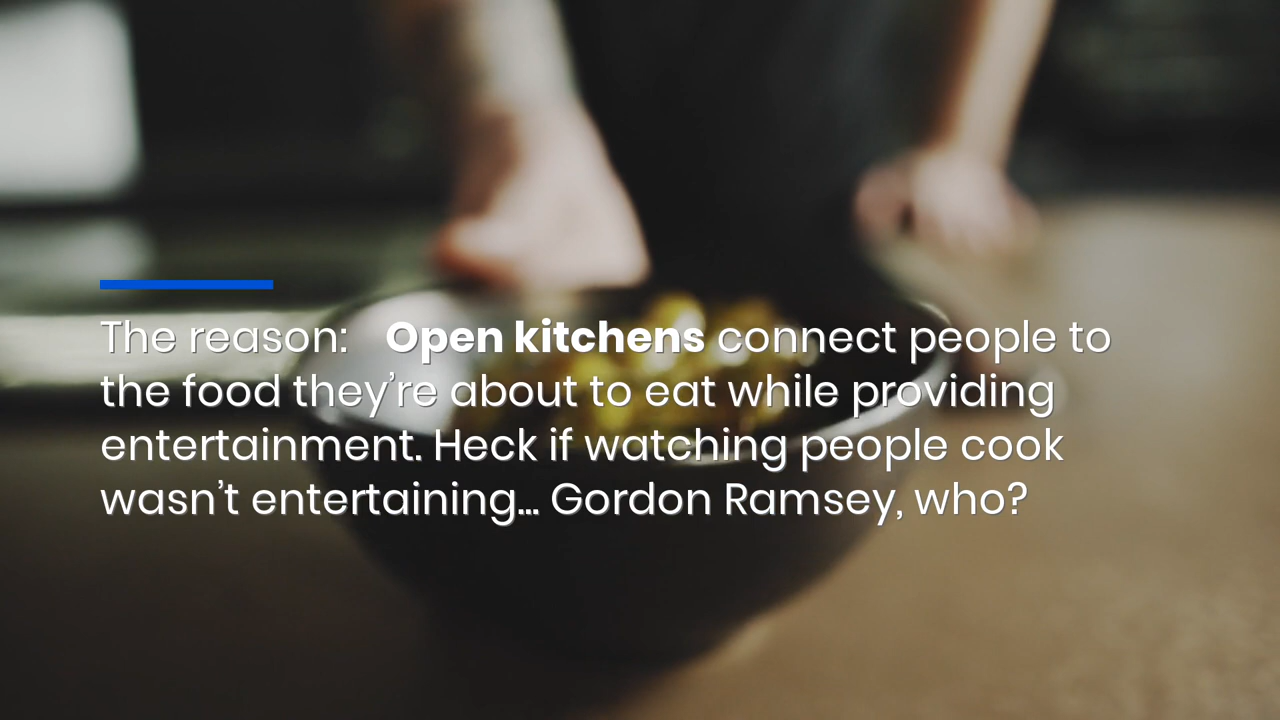 The reason: Open kitchens connect people to
the food they’re about to eat while providing
entertainment. Heck if watching people cook
wasn’t entertaining... Gordon Ramsey, who?